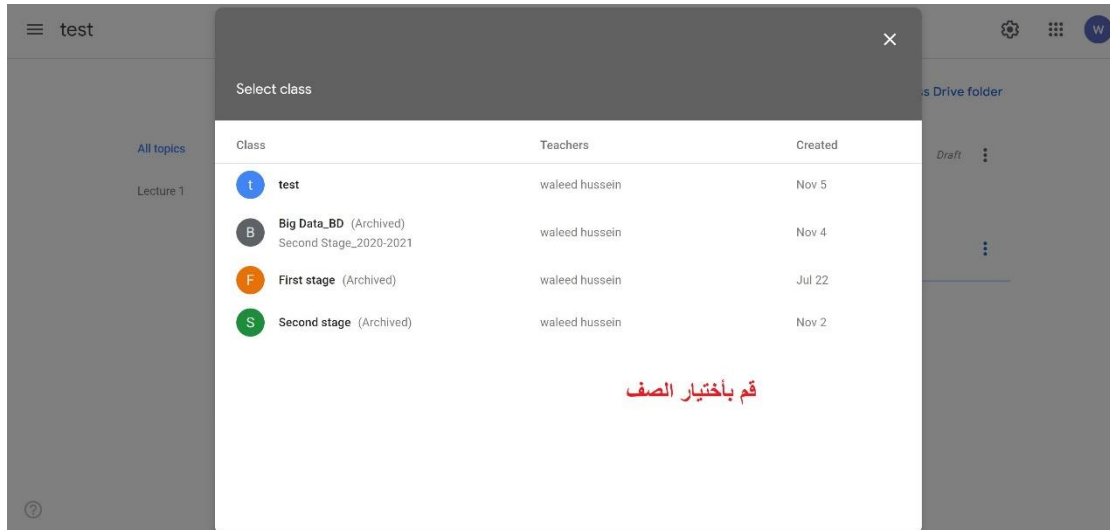 test
W
Select class
s Drive folder
All topics
Lecture 1
Draft
Class Teachers Created
t test waleed hussein Nov 5
B Big Data_BD (Archived) waleed hussein Nov 4
Second Stage_2020-2021
F First stage (Archived) waleed hussein Jul 22
S Second stage (Archived) waleed hussein Nov 2
قم بأختيار الصف